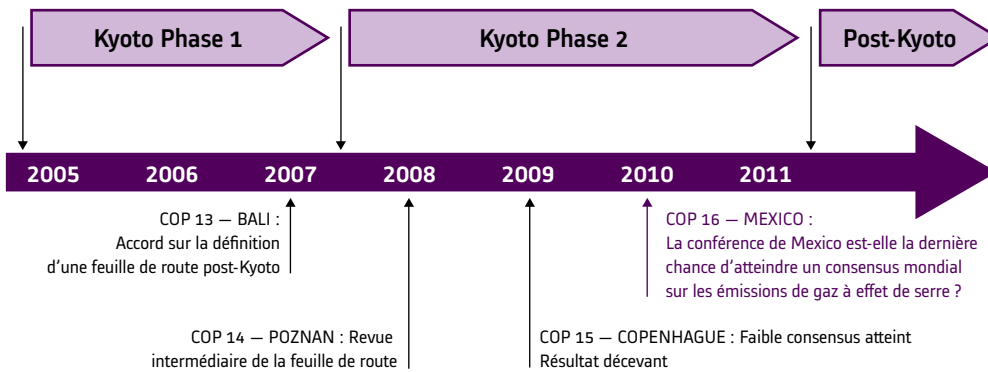 Kyoto Phase 1
Kyoto Phase 2
Post-Kyoto
2005 2006 2007 2008 2009 2010 2011
COP 13 — BALI :
Accord sur la définition
d'une feuille de route post-Kyoto
COP 16 — MEXICO :
La conférence de Mexico est-elle la dernière
chance d'atteindre un consensus mondial
sur les émissions de gaz à effet de serre ?
COP 14 — POZNAN : Revue
intermédiaire de la feuille de route
COP 15 — COPENHAGUE : Faible consensus atteint
Résultat décevant